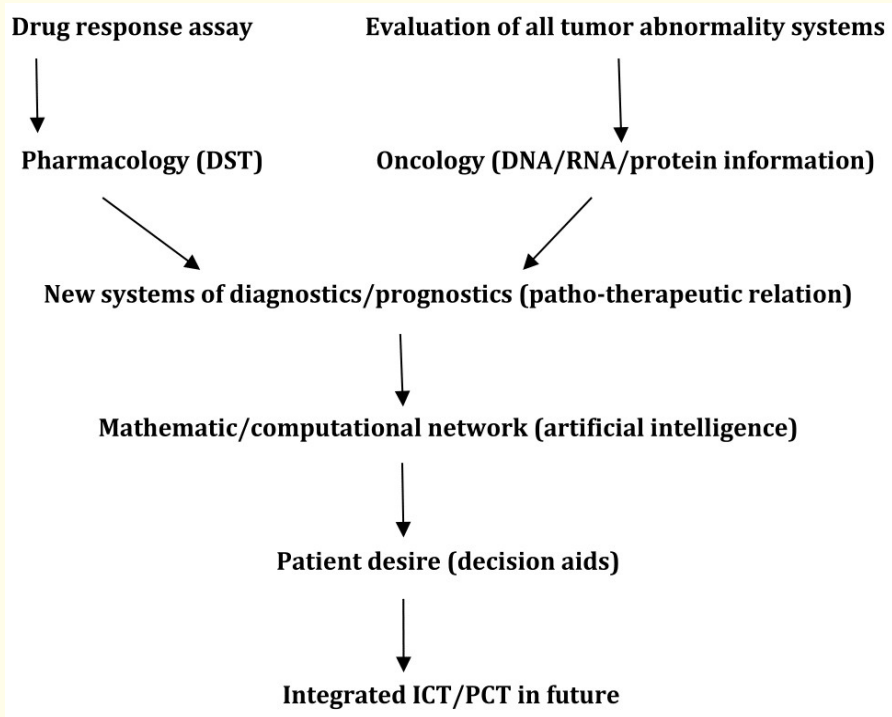 Drug response assay
Evaluation of all tumor abnormality systems
Pharmacology (DST)
Oncology (DNA/RNA/protein information)
New systems of diagnostics/prognostics (patho-therapeutic relation)
Mathematic/computational network (artificial intelligence)
Patient desire (decision aids)
Integrated ICT/PCT in future